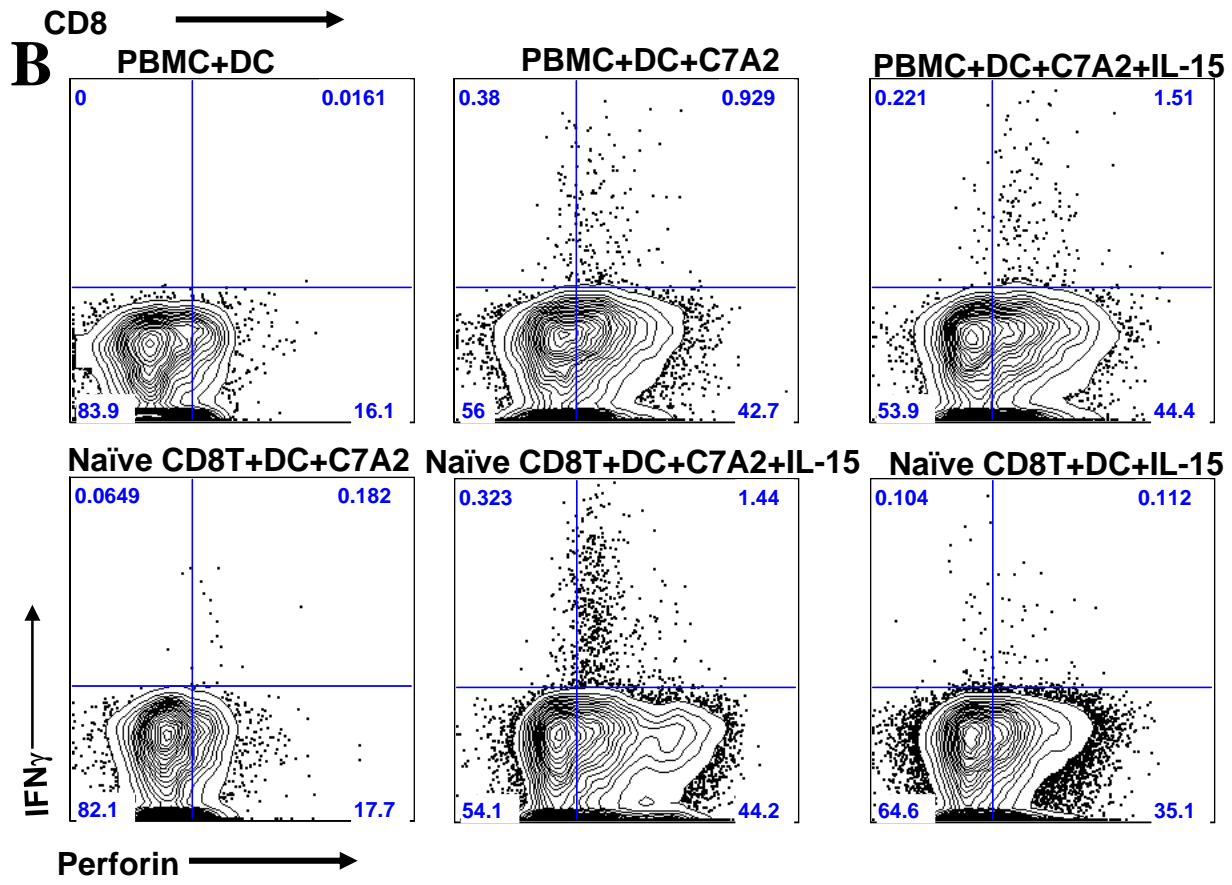 CD8
B
PBMC+DC
PBMC+DC+C7A2
PBMC+DC+C7A2+IL-15
0 0.0161
0.38 0.929
0.221 1.51
83.9 16.1
56 42.7
53.9 44.4
Naïve CD8T+DC+C7A2
Naïve CD8T+DC+C7A2+IL-15
Naïve CD8T+DC+IL-15
0.0649 0.182
0.323 1.44
0.104 0.112
82.1 17.7
54.1 44.2
64.6 35.1
IFNγ
Perforin